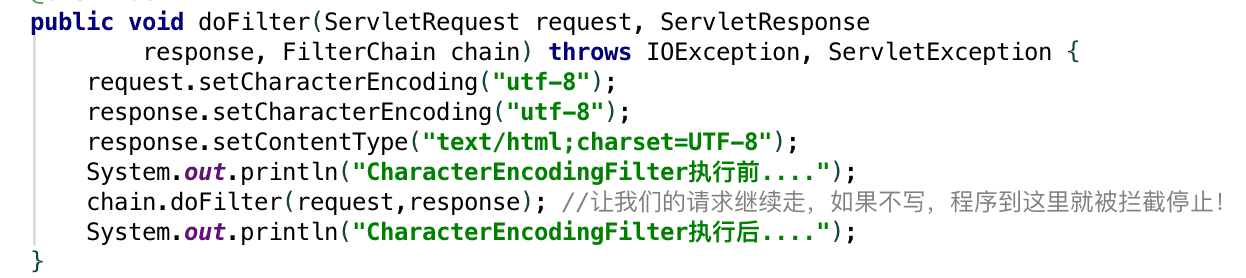 public void doFilter(ServletRequest request, ServletResponse
        response, FilterChain chain) throws IOException, ServletException {
    request.setCharacterEncoding("utf-8");
    response.setCharacterEncoding("utf-8");
    response.setContentType("text/html;charset=UTF-8");
    System.out.println("CharacterEncodingFilter执行前....");
    chain.doFilter(request,response); //让我们的请求继续走，如果不写，程序到这里就被拦截停止！
    System.out.println("CharacterEncodingFilter执行后....");
}